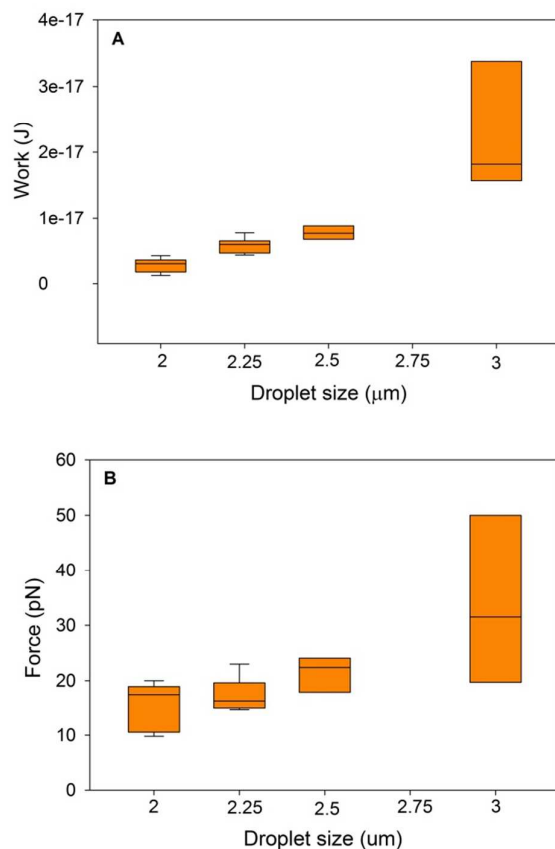 A
4e-17
3e-17
2e-17
1e-17
0
Work (J)
2 2.25 2.5 2.75 3
Droplet size (μm)
B
60
50
40
30
20
10
0
Force (pN)
2 2.25 2.5 2.75 3
Droplet size (um)